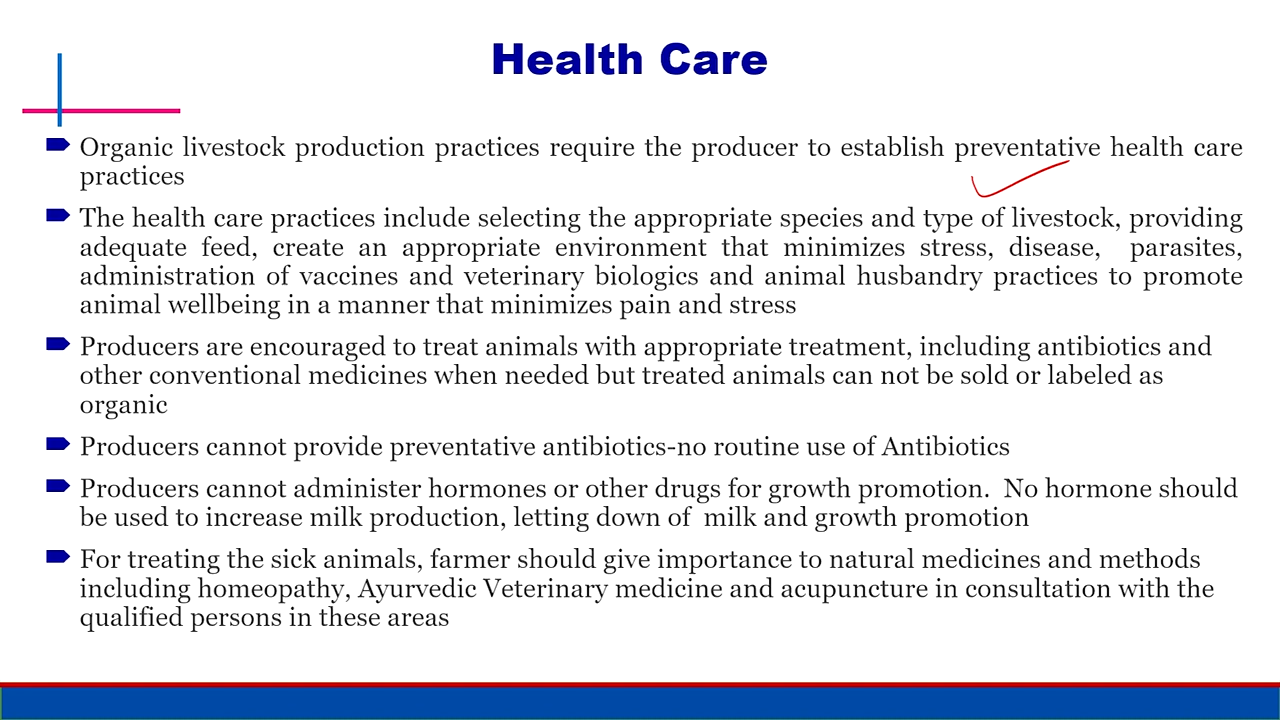 Health Care
Organic livestock production practices require the producer to establish preventative health care
practices
The health care practices include selecting the appropriate species and type of livestock, providing
adequate feed, create an appropriate environment that minimizes stress, disease, parasites,
administration of vaccines and veterinary biologics and animal husbandry practices to promote
animal wellbeing in a manner that minimizes pain and stress
Producers are encouraged to treat animals with appropriate treatment, including antibiotics and
other conventional medicines when needed but treated animals can not be sold or labeled as
organic
Producers cannot provide preventative antibiotics-no routine use of Antibiotics
Producers cannot administer hormones or other drugs for growth promotion. No hormone should
be used to increase milk production, letting down of milk and growth promotion
For treating the sick animals, farmer should give importance to natural medicines and methods
including homeopathy, Ayurvedic Veterinary medicine and acupuncture in consultation with the
qualified persons in these areas